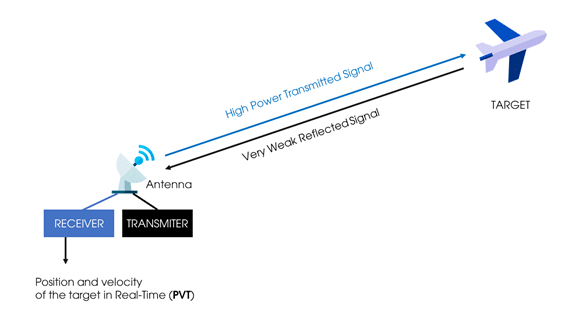 High Power Transmitted Signal
Very Weak Reflected Signal
TARGET
Antenna
RECEIVER
TRANSMITER
Position and velocity
of the target in Real-Time (PVT)